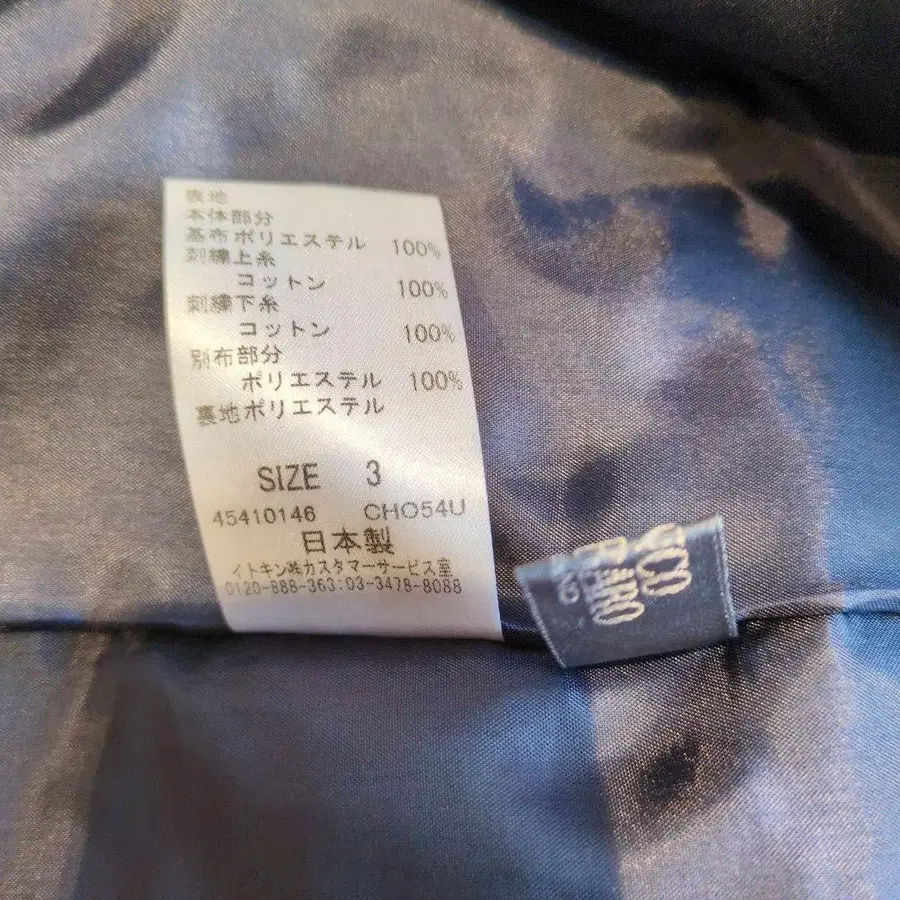 表地
本体部分
基布ポリエステル 100%
刺繍上糸
コットン 100%
刺繍下糸
コットン 100%
別布部分
ポリエステル 100%
裏地ポリエステル
SIZE 3
45410146 CHO54U
日本製
イトキン㈱カスタマーサービス室
0120-888-363:03-3478-8088